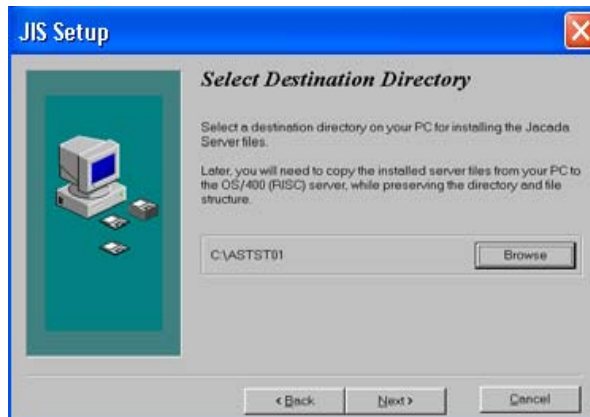 JIS Setup
Select Destination Directory
Select a destination directory on your PC for installing the Jacada
Server files.
Later, you will need to copy the installed server files from your PC to
the OS/400 (RISC) server, while preserving the directory and file
structure.
C:\ASTST01
Browse
< Back
Next >
Cancel